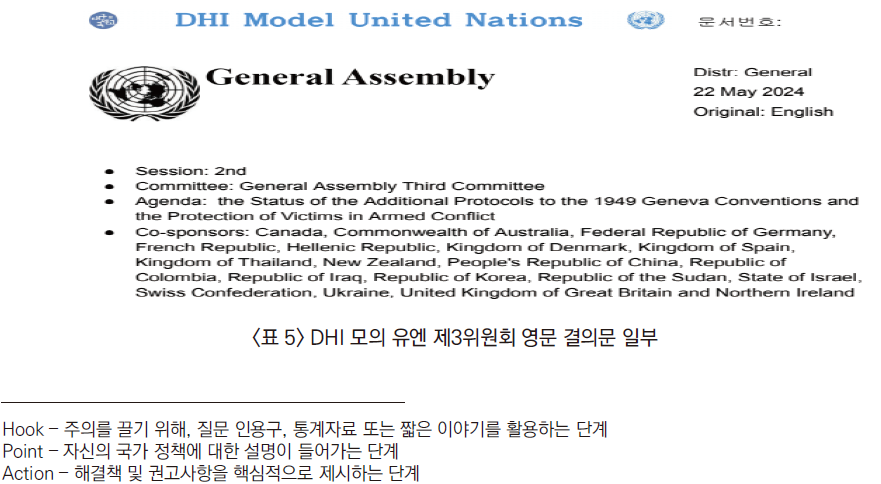 DHI Model United Nations 문서번호:
General Assembly
Distr: General
22 May 2024
Original: English
• Session: 2nd
• Committee: General Assembly Third Committee
• Agenda: the Status of the Additional Protocols to the 1949 Geneva Conventions and
the Protection of Victims in Armed Conflict
• Co-sponsors: Canada, Commonwealth of Australia, Federal Republic of Germany,
French Republic, Hellenic Republic, Kingdom of Denmark, Kingdom of Spain,
Kingdom of Thailand, New Zealand, People's Republic of China, Republic of
Colombia, Republic of Iraq, Republic of Korea, Republic of the Sudan, State of Israel,
Swiss Confederation, Ukraine, United Kingdom of Great Britain and Northern Ireland
〈표 5〉 DHI 모의 유엔 제3위원회 영문 결의문 일부
Hook – 주의를 끌기 위해, 질문 인용구, 통계자료 또는 짧은 이야기를 활용하는 단계
Point – 자신의 국가 정책에 대한 설명이 들어가는 단계
Action – 해결책 및 권고사항을 핵심적으로 제시하는 단계